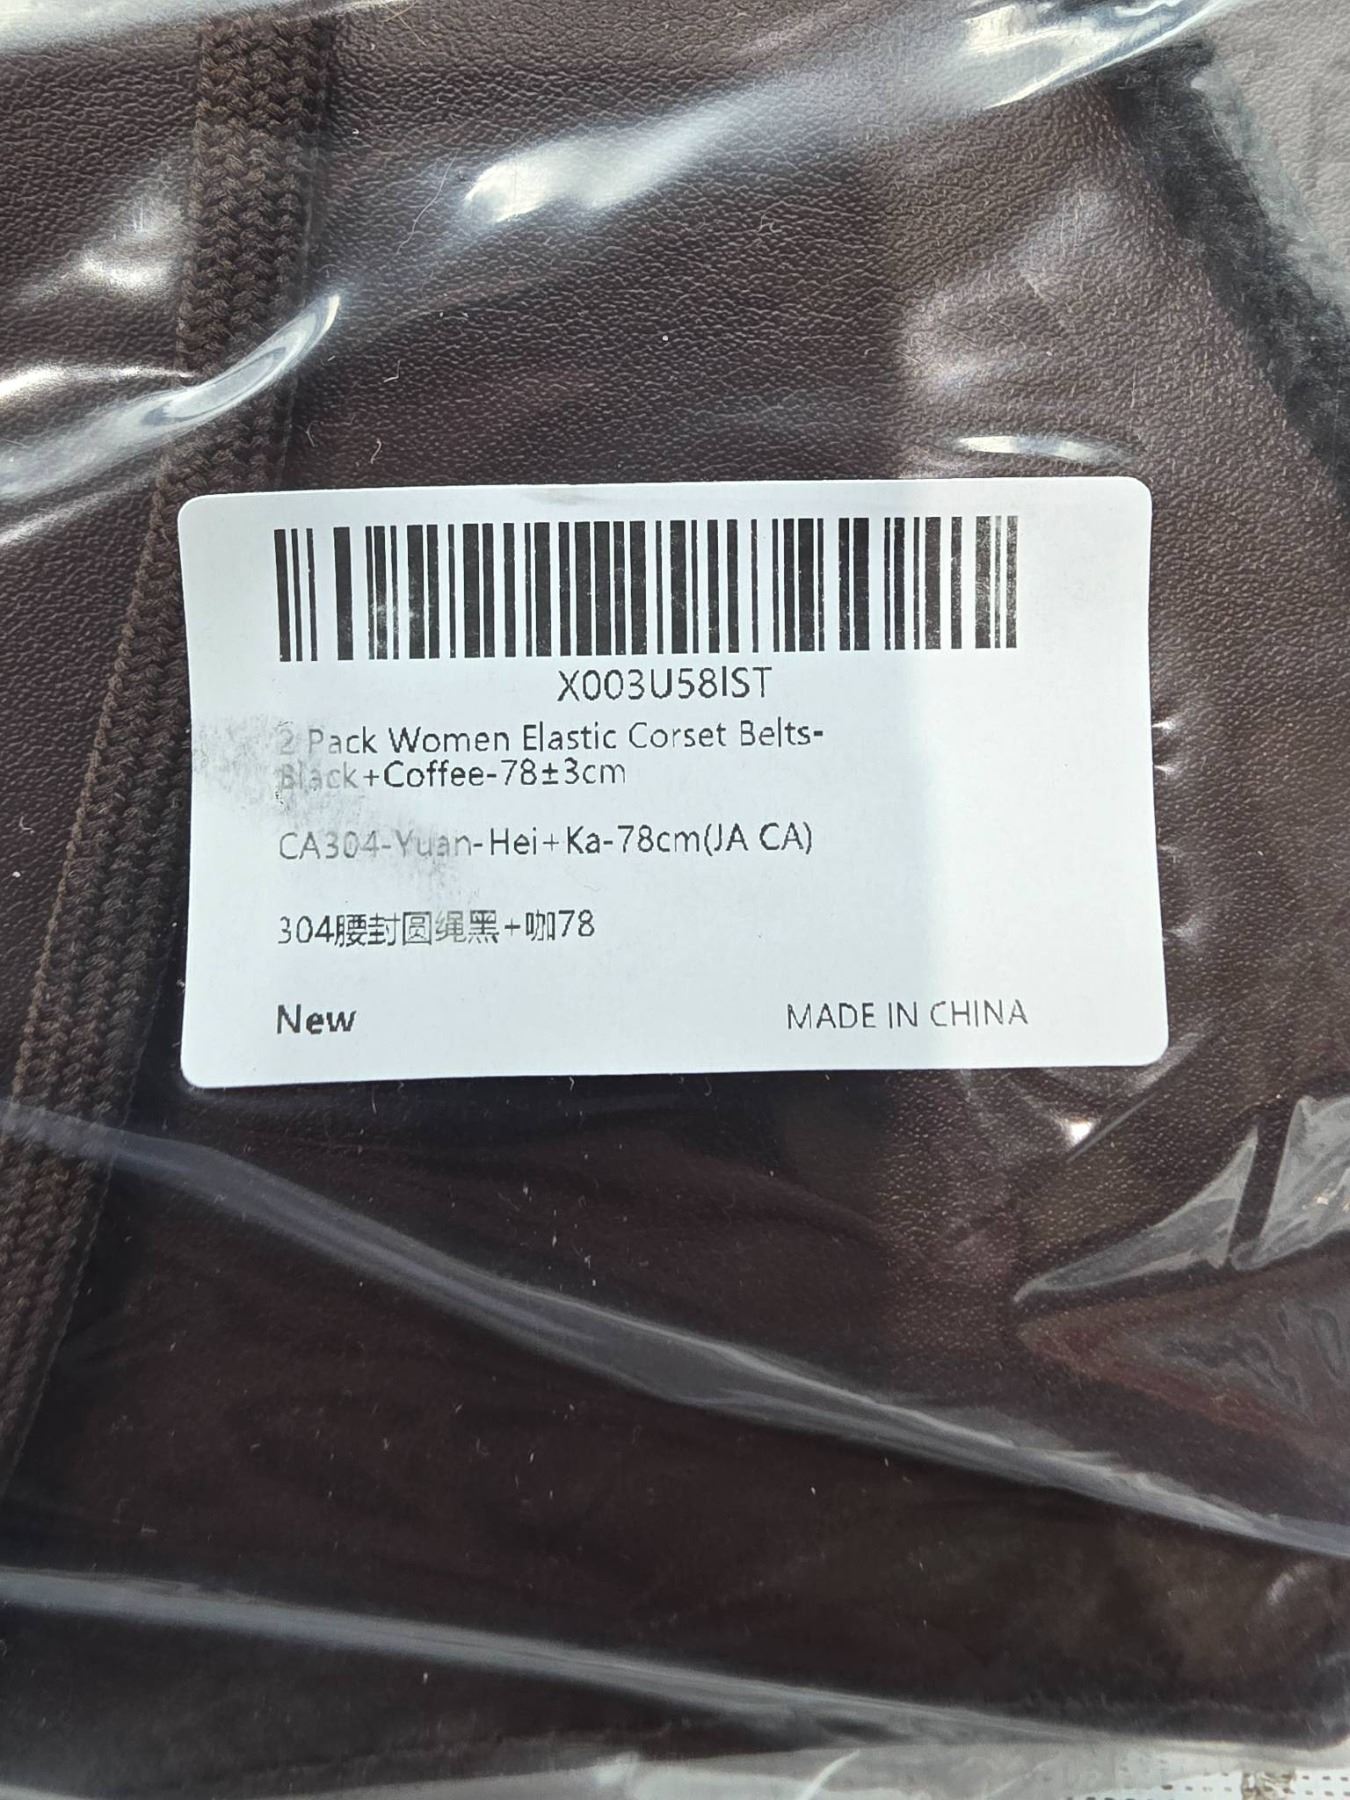 X003U58IST
2 Pack Women Elastic Corset Belts-
Black+Coffee-78±3cm
CA304-Yuan-Hei+Ka-78cm(JA CA)
304腰封圆绳黑+咖78
New
MADE IN CHINA